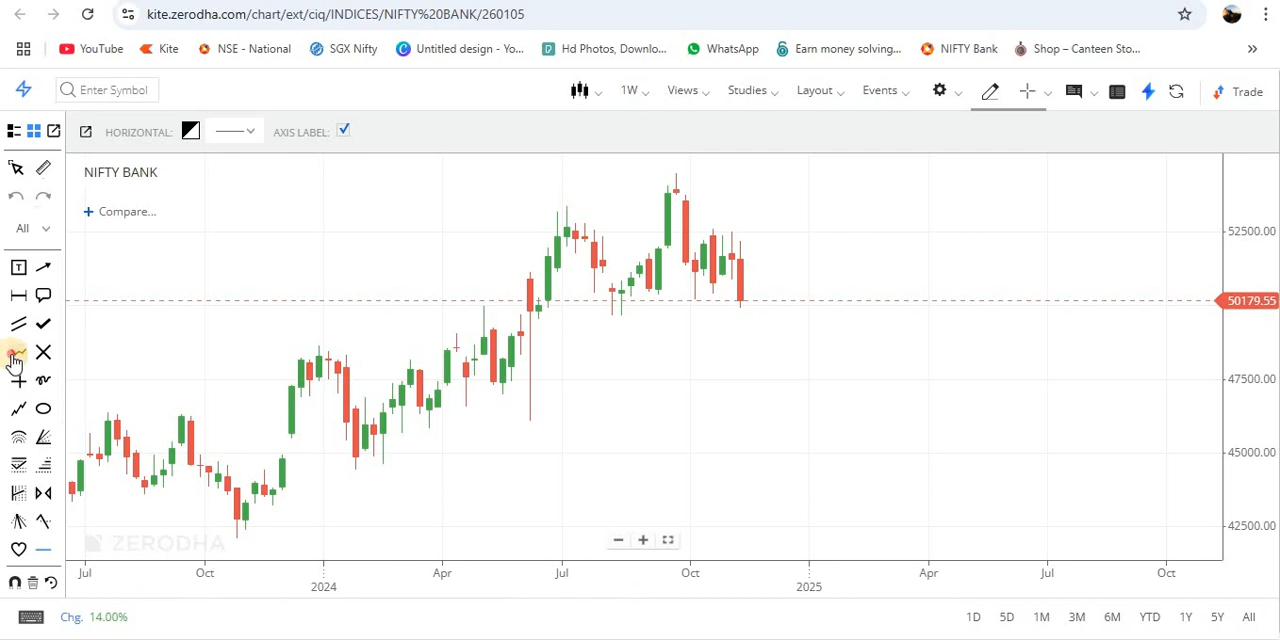 kite.zerodha.com/chart/ext/ciq/INDICES/NIFTY%20BANK/260105
YouTube Kite NSE - National SGX Nifty Untitled design - Yo... Hd Photos, Downlo... WhatsApp Earn money solving... NIFTY Bank Shop – Canteen Sto... »
Enter Symbol 1W Views Studies Layout Events Trade
HORIZONTAL: AXIS LABEL:
NIFTY BANK
Compare...
All
T
52500.00
50179.55
47500.00
45000.00
42500.00
ZERODHA
Jul Oct 2024 Apr Jul Oct 2025 Apr Jul Oct
Chg. 14.00% 1D 5D 1M 3M 6M YTD 1Y 5Y All